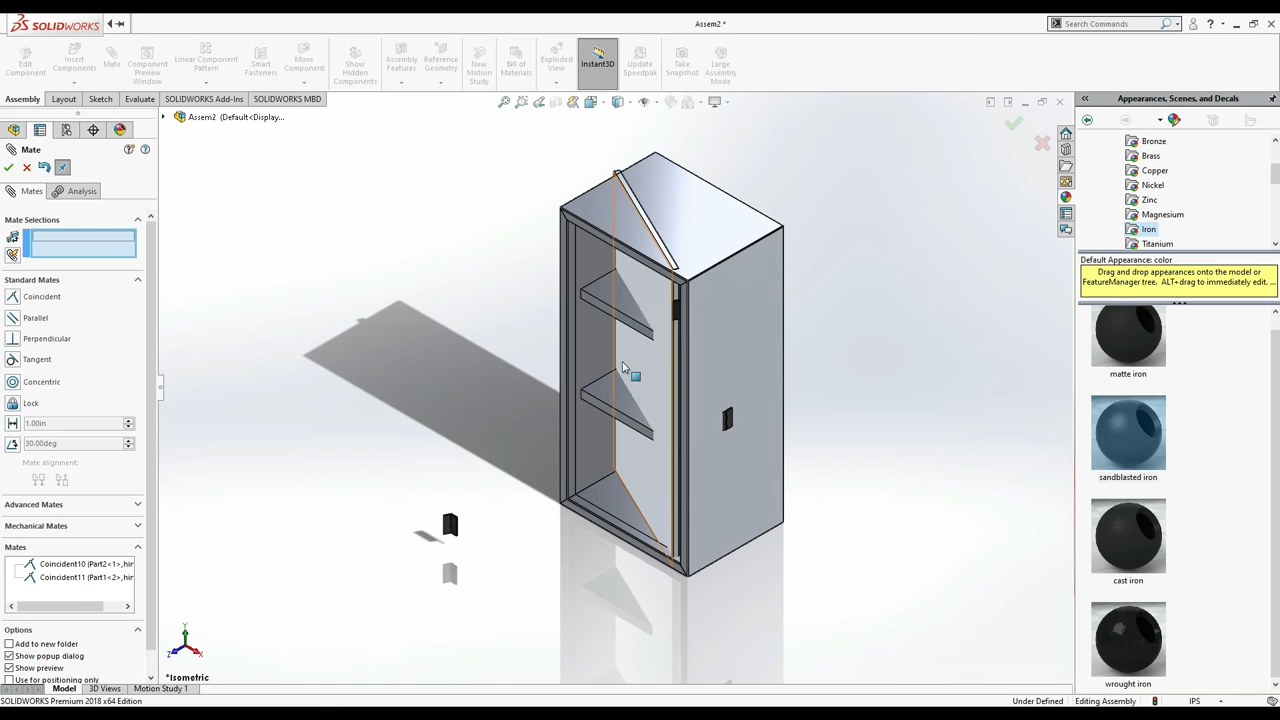 SOLIDWORKS
Assem2 *
Search Commands
Edit Component
Insert Components
Mate
Component Preview Window
Linear Component Pattern
Smart Fasteners
Move Component
Show Hidden Components
Assembly Features
Reference Geometry
New Motion Study
Bill of Materials
Exploded View
Instant3D
Update Speedpak
Take Snapshot
Large Assembly Mode
Assembly
Layout
Sketch
Evaluate
SOLIDWORKS Add-Ins
SOLIDWORKS MBD
Appearances, Scenes, and Decals
Assem2 (Default<Display...
Mate
Mates
Analysis
Mate Selections
Standard Mates
Coincident
Parallel
Perpendicular
Tangent
Concentric
Lock
1.00in
30.00deg
Mate alignment:
Advanced Mates
Mechanical Mates
Mates
Coincident10 (Part2<1>,hin
Coincident11 (Part1<2>,hin
Options
Add to new folder
Show popup dialog
Show preview
Use for positioning only
Bronze
Brass
Copper
Nickel
Zinc
Magnesium
Iron
Titanium
Default Appearance: color
Drag and drop appearances onto the model or
FeatureManager tree. ALT+drag to immediately edit. ...
matte iron
sandblasted iron
cast iron
wrought iron
Y
X
Z
*Isometric
Model
3D Views
Motion Study 1
SOLIDWORKS Premium 2018 x64 Edition
Under Defined
Editing Assembly
IPS